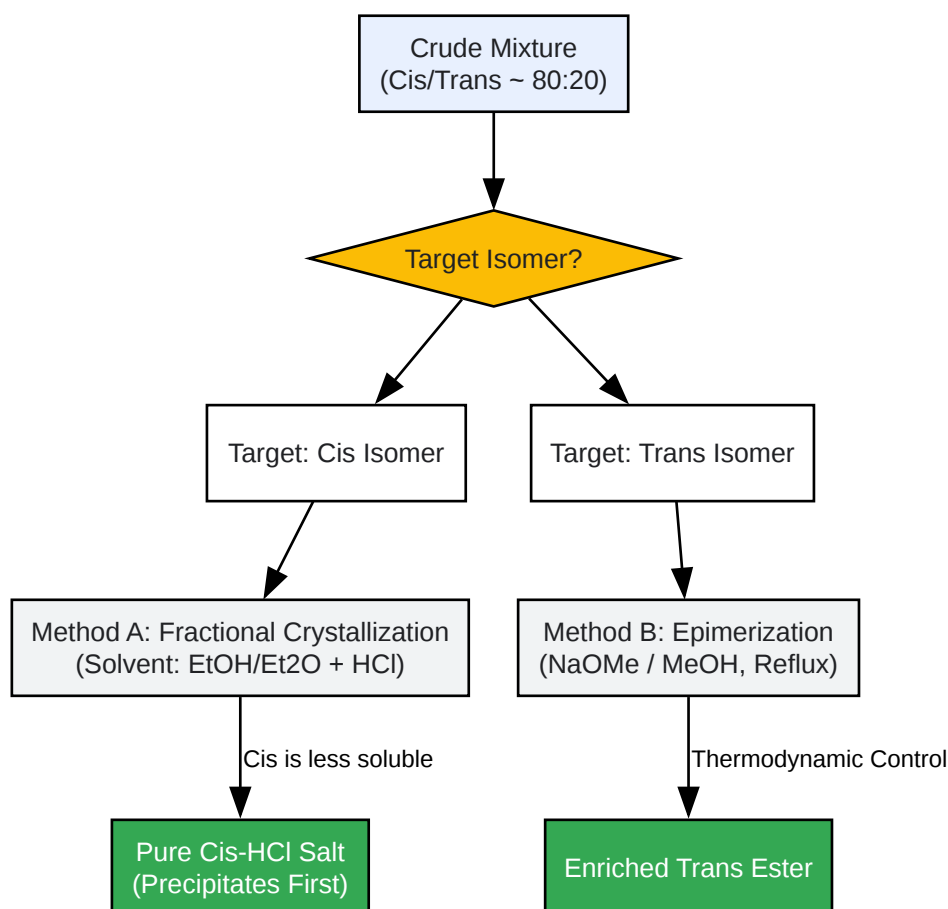 Crude Mixture
(Cis/Trans ~ 80:20)
Target Isomer?
Target: Cis Isomer
Target: Trans Isomer
Method A: Fractional Crystallization
(Solvent: EtOH/Et2O + HCl)
Method B: Epimerization
(NaOMe / MeOH, Reflux)
Cis is less soluble
Thermodynamic Control
Pure Cis-HCl Salt
(Precipitates First)
Enriched Trans Ester